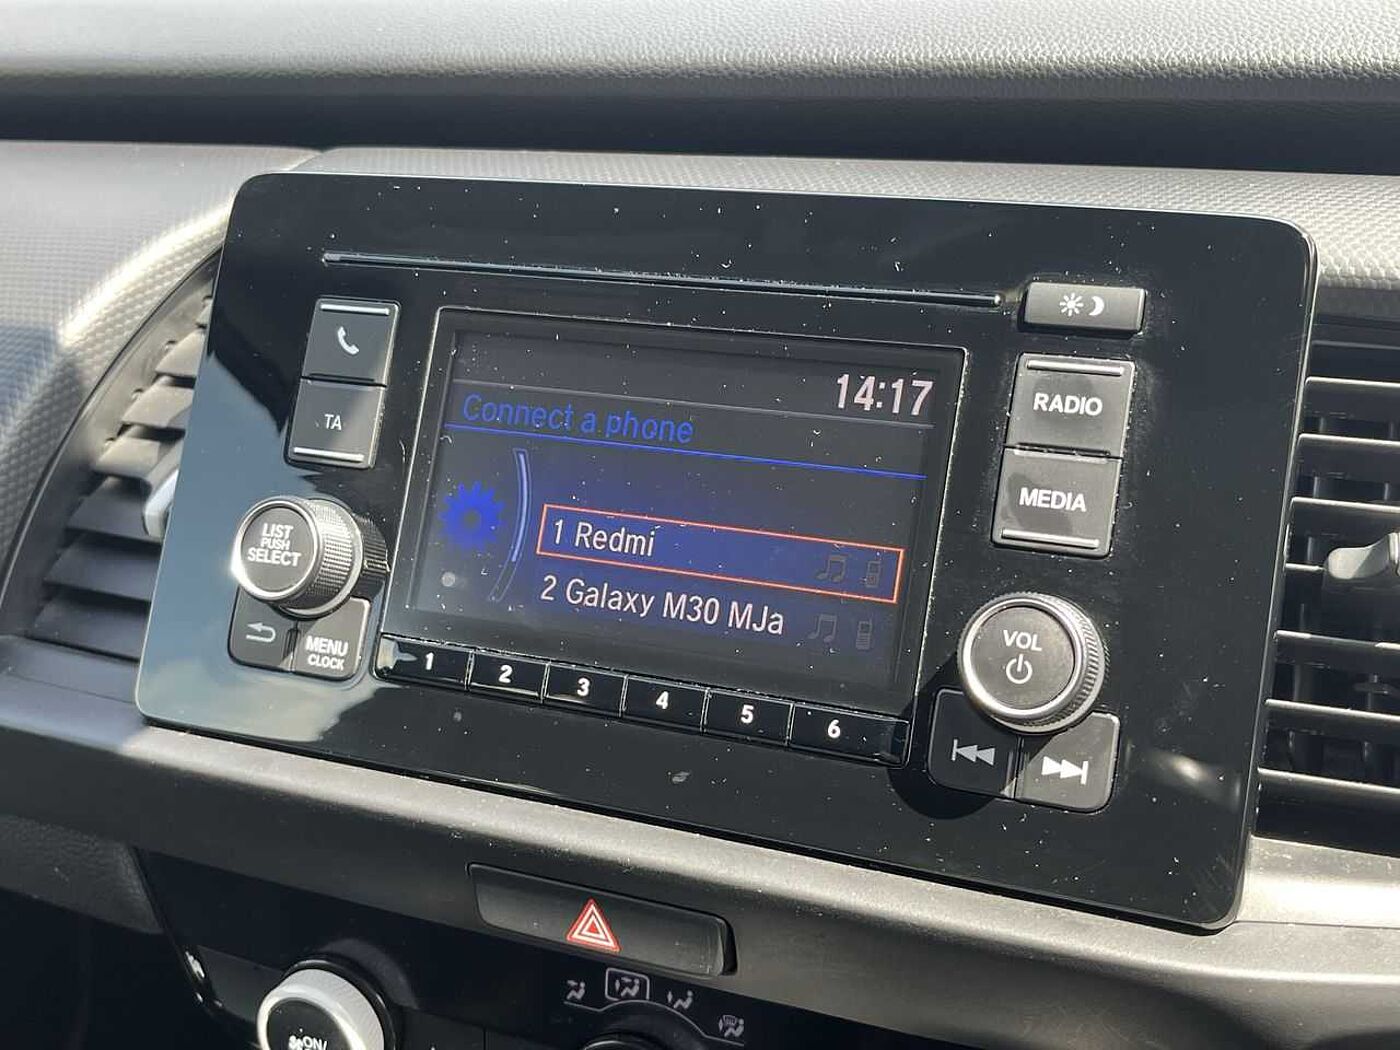 14:17
Connect a phone
1 Redmi
2 Galaxy M30 MJa
TA
LIST
PUSH
SELECT
MENU
CLOCK
RADIO
MEDIA
VOL
1 2 3 4 5 6
ON/